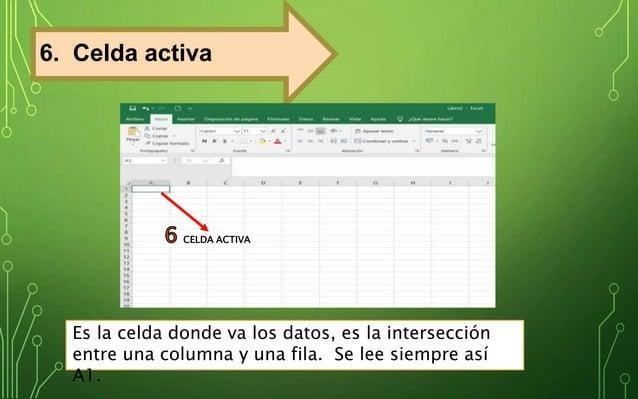 6. Celda activa
Libro2 - Excel
Archivo Inicio Insertar Disposición de página Fórmulas Datos Revisar Vista Ayuda ¿Qué desea hacer?
Pegar
Cortar
Copiar
Copiar formato
Calibri 11
N K S
Ajustar texto
Combinar y centrar
General
Portapapeles Fuente Alineación Número
A1 fx
A B C D E F G H I J
1
2
3
4
5
6
7
8
9
10
11
12
13
14
15
16
17
18
19
20
6 CELDA ACTIVA
Es la celda donde va los datos, es la intersección
entre una columna y una fila. Se lee siempre así
A1.